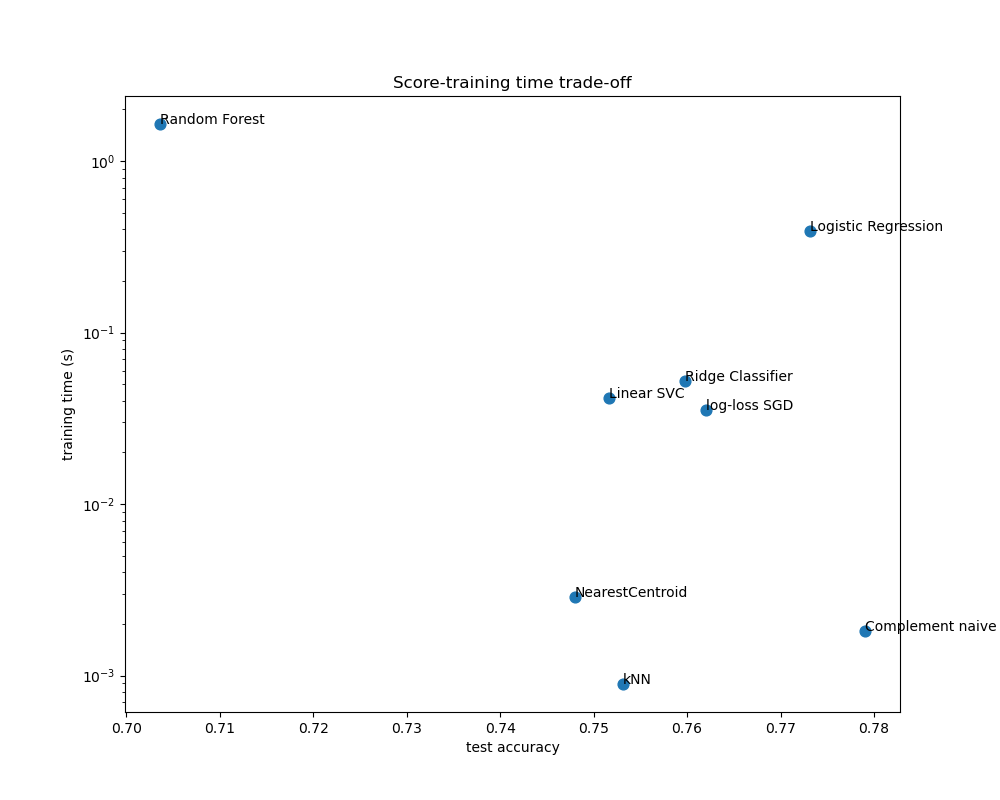 Score-training time trade-off
Random Forest
Logistic Regression
Ridge Classifier
Linear SVC
log-loss SGD
NearestCentroid
Complement naive
kNN
10⁰
10⁻¹
10⁻²
10⁻³
training time (s)
0.70 0.71 0.72 0.73 0.74 0.75 0.76 0.77 0.78
test accuracy